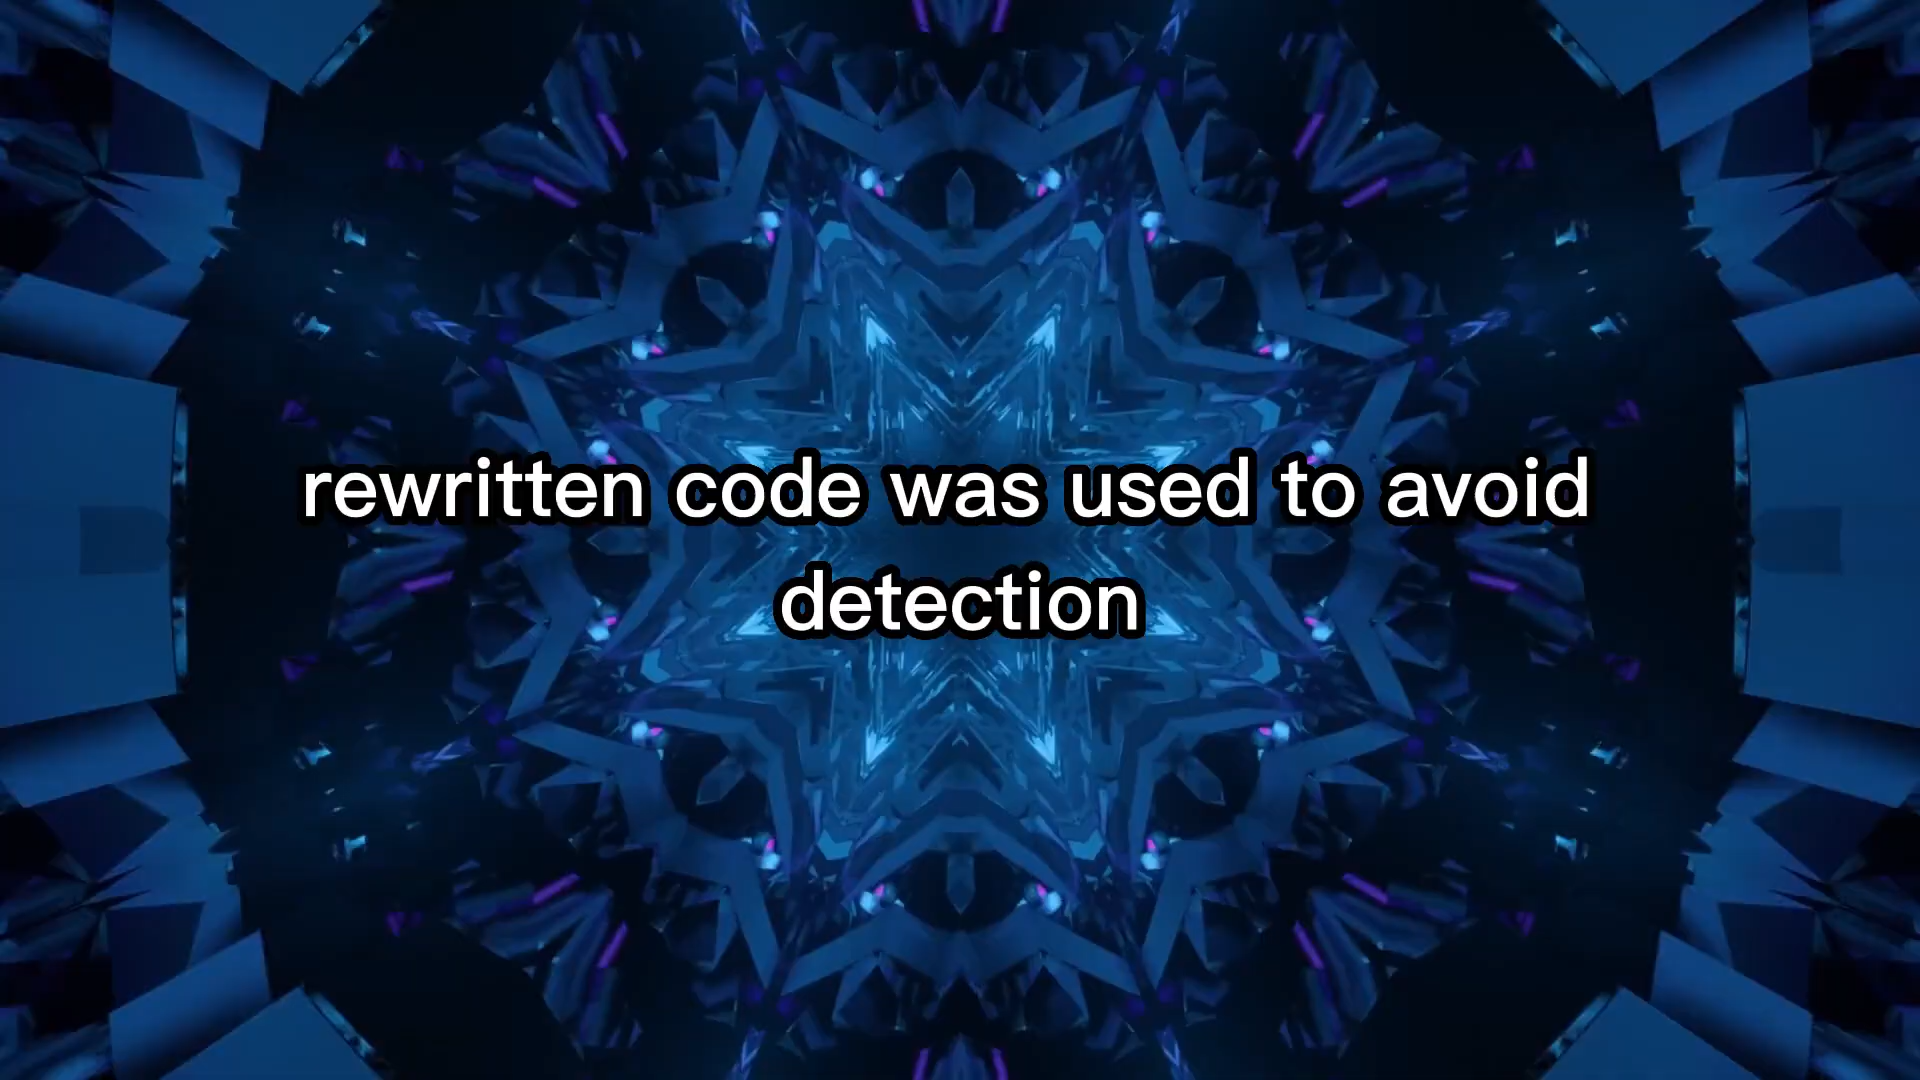 rewritten code was used to avoid
detection